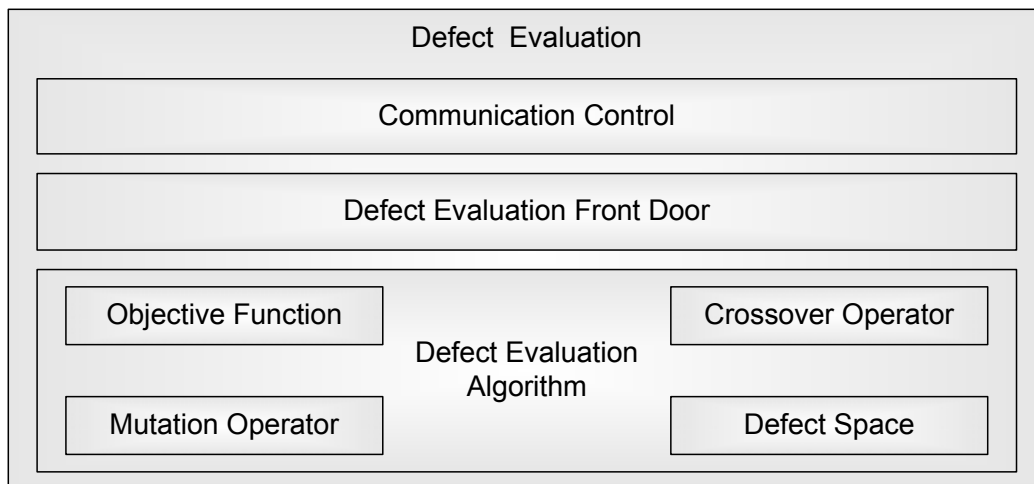 Defect Evaluation
Communication Control
Defect Evaluation Front Door
Objective Function
Crossover Operator
Defect Evaluation
Algorithm
Mutation Operator
Defect Space